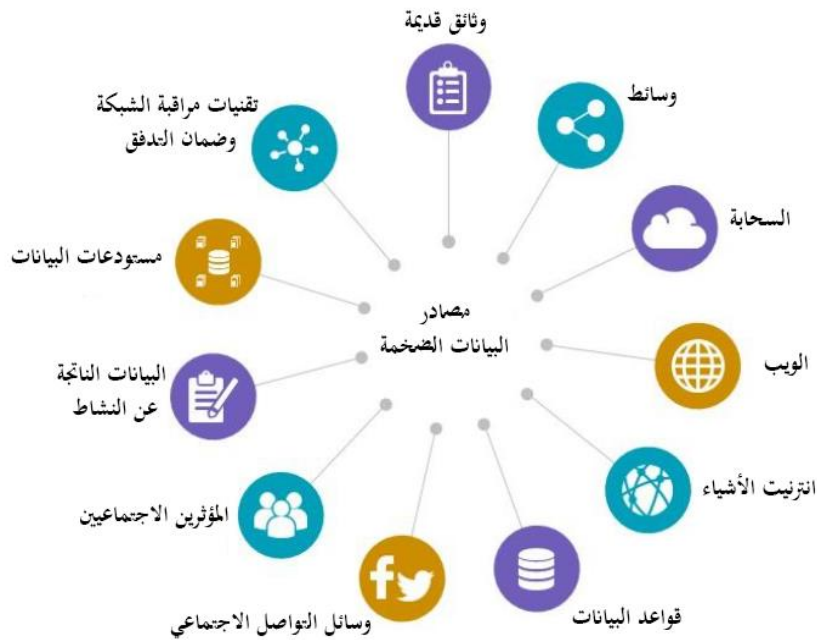 وثائق قديمة
وسائط
السحابة
الويب
انترنيت الأشياء
قواعد البيانات
وسائل التواصل الاجتماعي
المؤثرين الاجتماعيين
البيانات الناتجة
عن النشاط
مستودعات البيانات
تقنيات مراقبة الشبكة
وضمان التدفق
مصادر
البيانات الضخمة